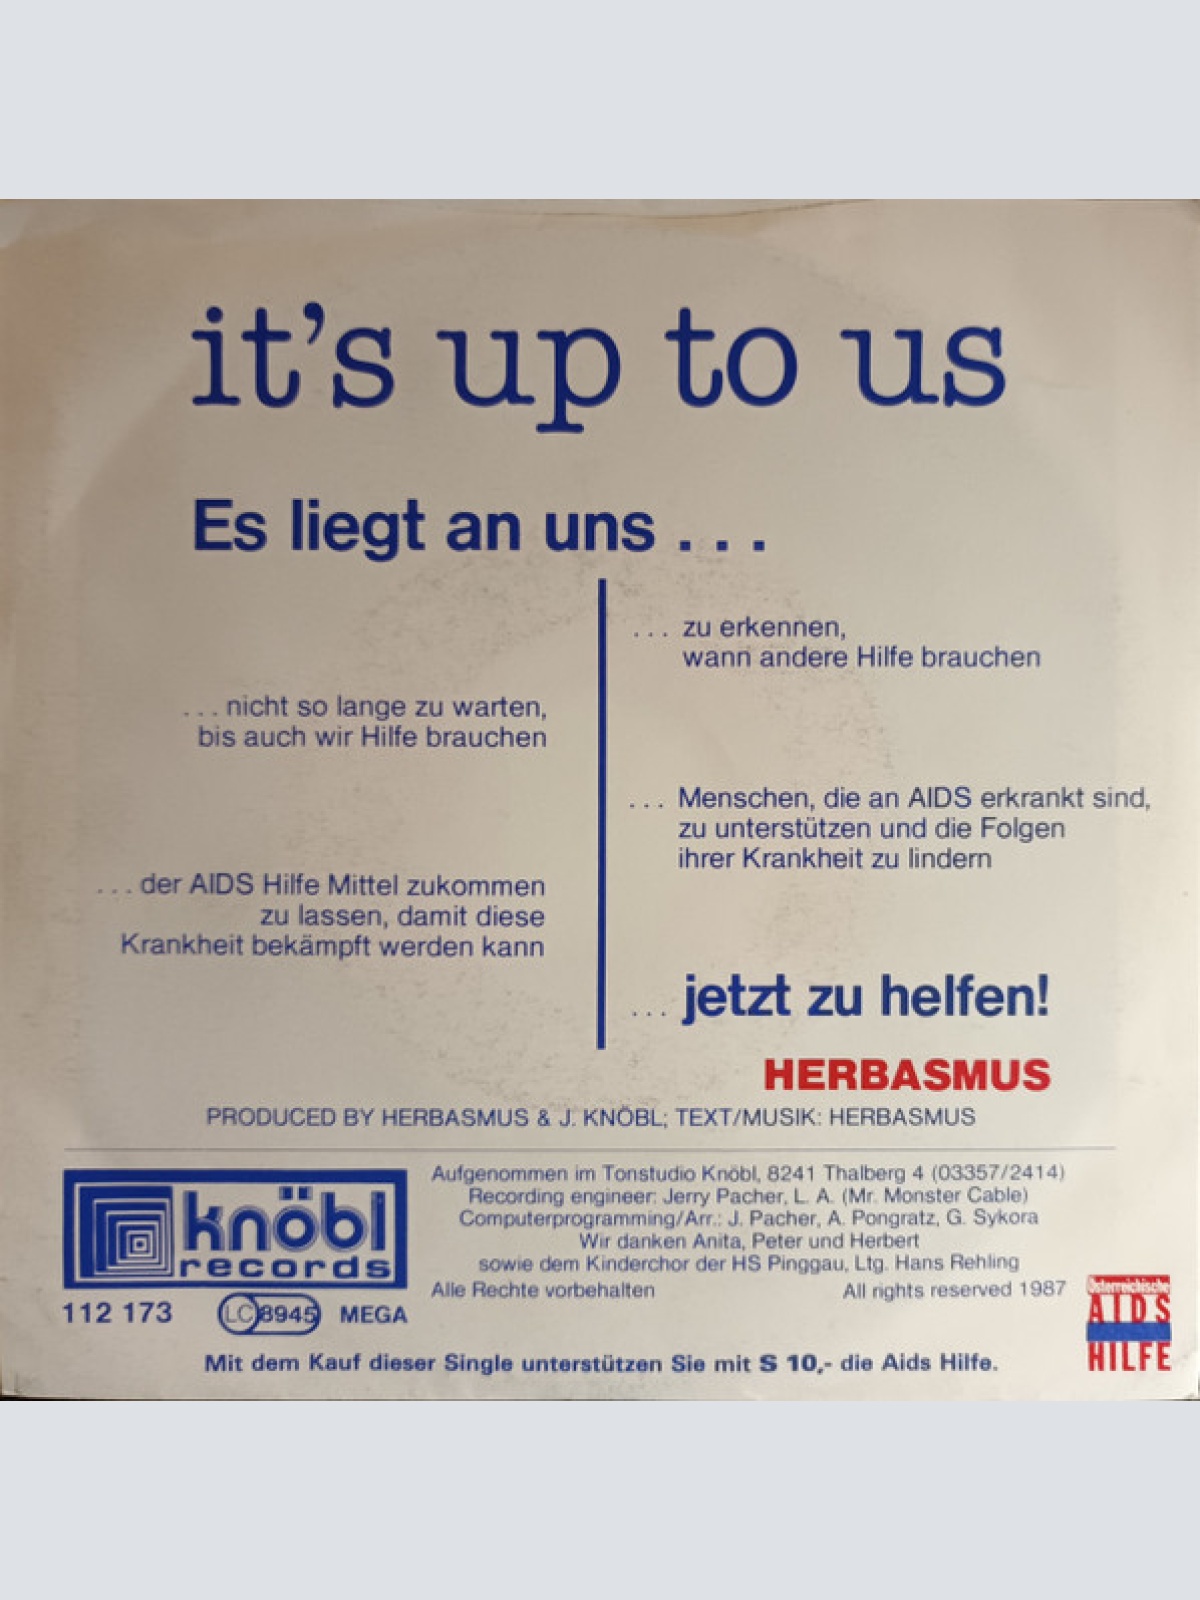 it's up to us
Es liegt an uns . . .
. . . zu erkennen,
wann andere Hilfe brauchen
. . . nicht so lange zu warten,
bis auch wir Hilfe brauchen
. . . Menschen, die an AIDS erkrankt sind,
zu unterstützen und die Folgen
ihrer Krankheit zu lindern
. . . der AIDS Hilfe Mittel zukommen
zu lassen, damit diese
Krankheit bekämpft werden kann
. . . jetzt zu helfen!
HERBASMUS
PRODUCED BY HERBASMUS & J. KNÖBL; TEXT/MUSIK: HERBASMUS
knöbl
records
112 173 LC 8945 MEGA
Aufgenommen im Tonstudio Knöbl, 8241 Thalberg 4 (03357/2414)
Recording engineer: Jerry Pacher, L. A. (Mr. Monster Cable)
Computerprogramming/Arr.: J. Pacher, A. Pongratz, G. Sykora
Wir danken Anita, Peter und Herbert
sowie dem Kinderchor der HS Pinggau, Ltg. Hans Rehling
Alle Rechte vorbehalten All rights reserved 1987
Österreichische
AIDS
HILFE
Mit dem Kauf dieser Single unterstützen Sie mit S 10,- die Aids Hilfe.